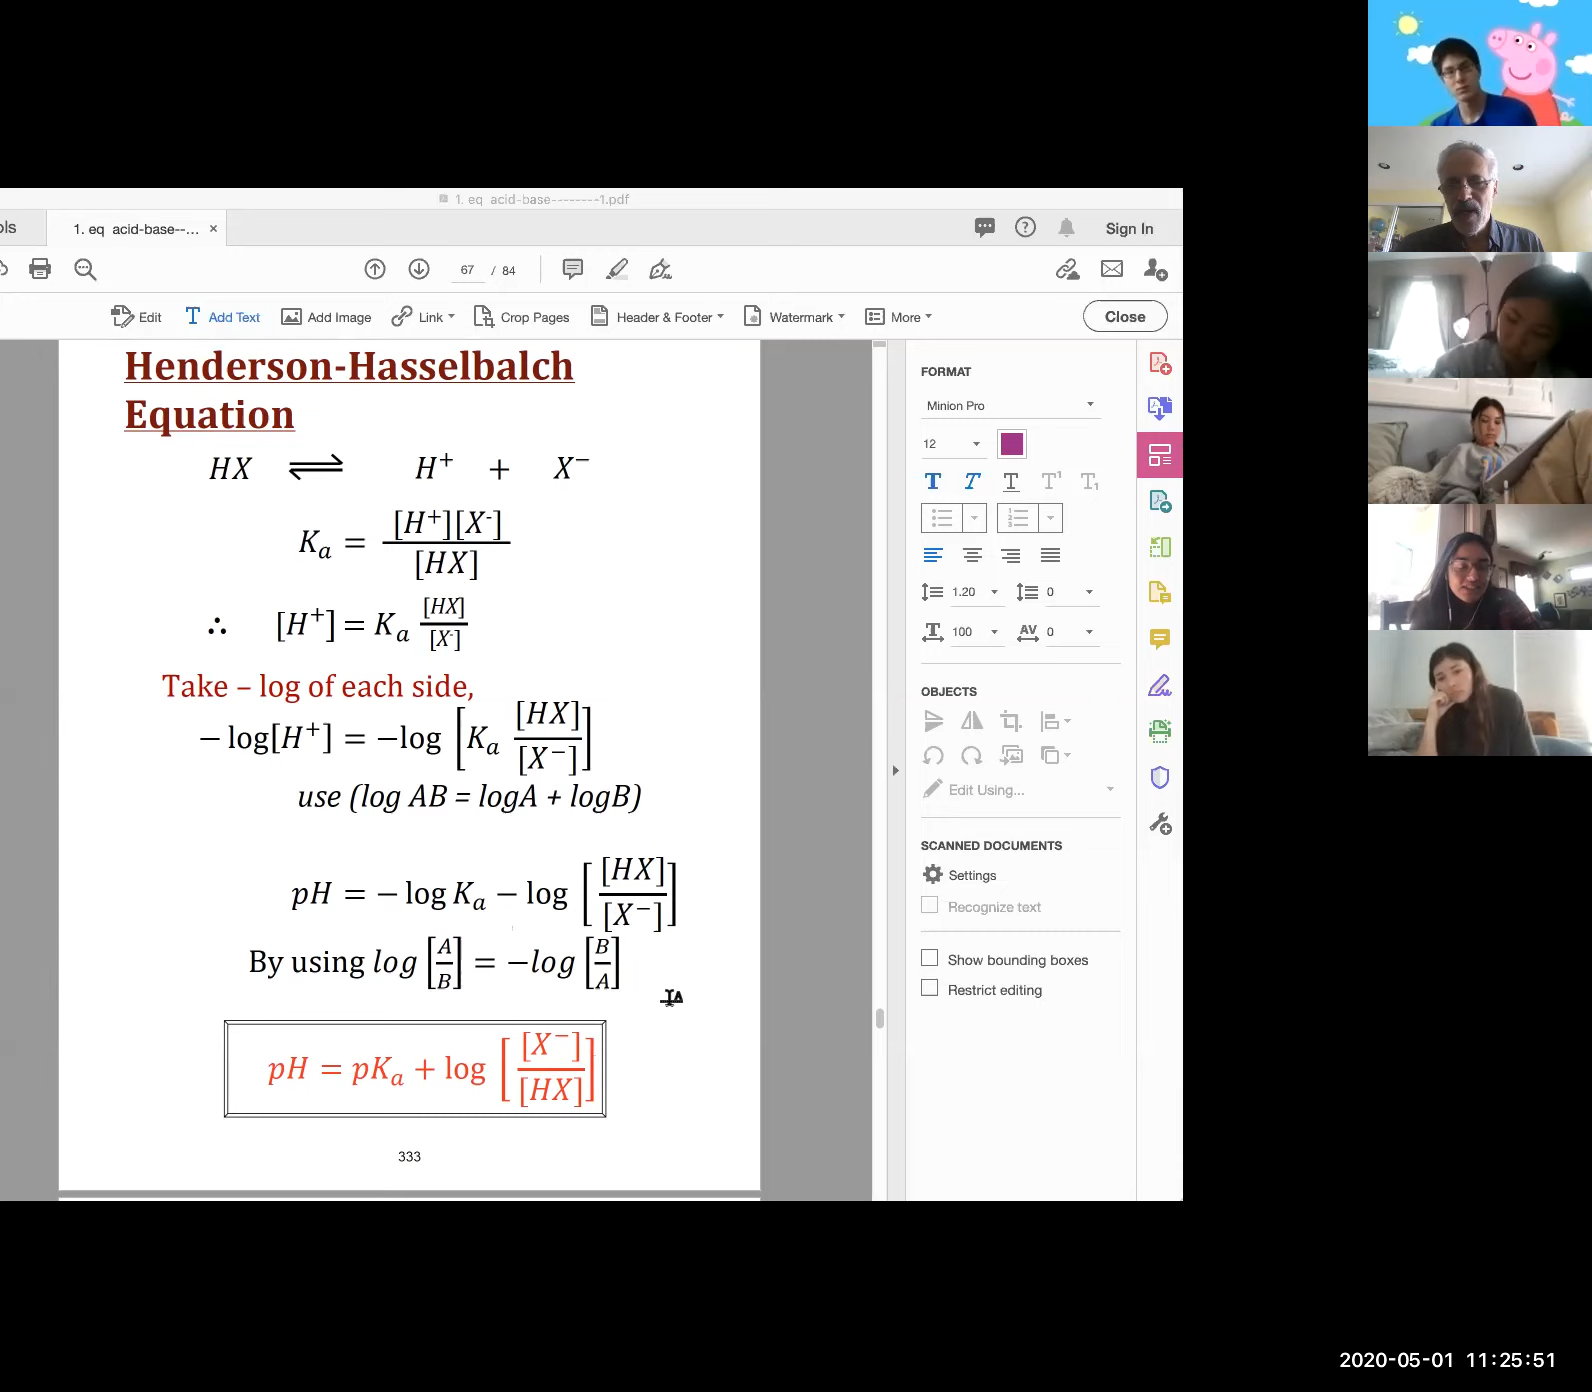 1. eq acid-base--------1.pdf
ols
1. eq acid-base--... ×
Sign In
67 / 84
Edit
Add Text
Add Image
Link
Crop Pages
Header & Footer
Watermark
More
Close
Henderson-Hasselbalch
Equation
HX ⇌ H⁺ + X⁻
Kₐ = [H⁺][X⁻] / [HX]
∴ [H⁺] = Kₐ [HX] / [X⁻]
Take – log of each side,
− log[H⁺] = −log [Kₐ [HX] / [X⁻]]
use (log AB = logA + logB)
pH = − log Kₐ − log [[HX] / [X⁻]]
By using log [A/B] = −log [B/A]
pH = pKₐ + log [[X⁻] / [HX]]
333
FORMAT
Minion Pro
12
T T T T¹ T₁
1.20 0
100 AV 0
OBJECTS
Edit Using...
SCANNED DOCUMENTS
Settings
Recognize text
Show bounding boxes
Restrict editing
2020-05-01 11:25:51